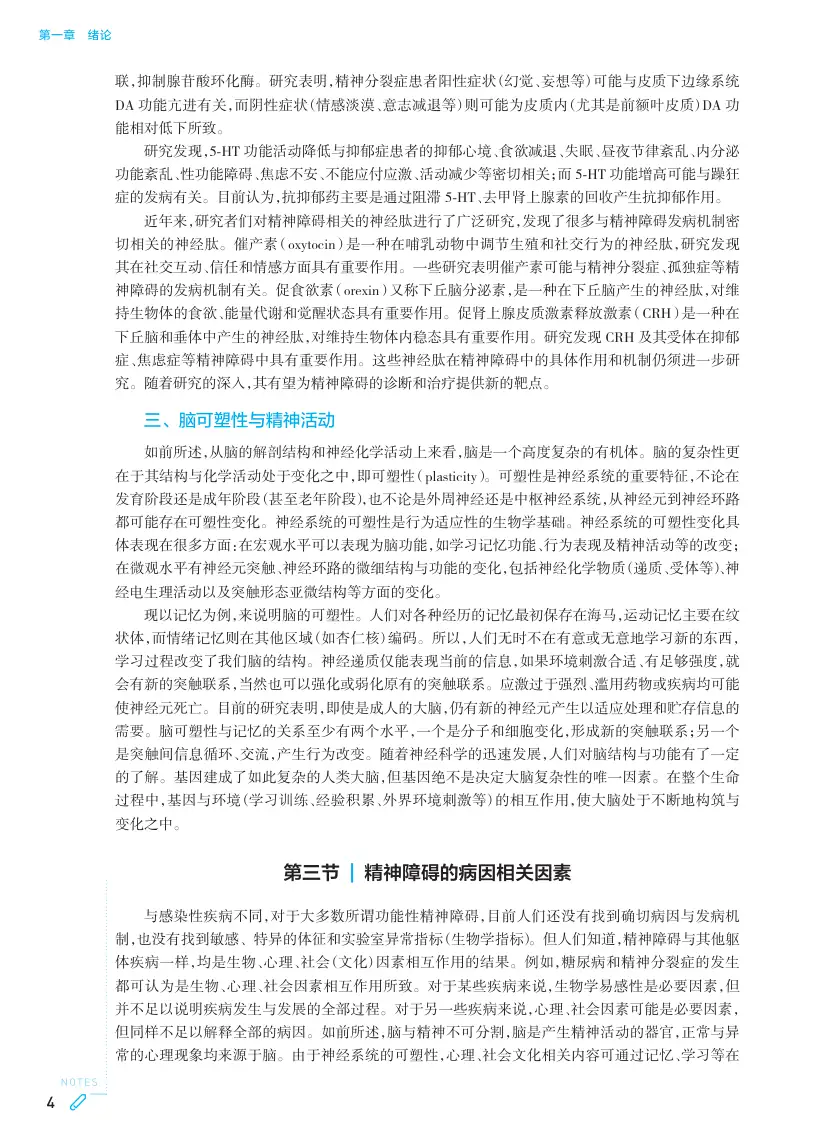 第一章 绪论
联,抑制腺苷酸环化酶。研究表明,精神分裂症患者阳性症状(幻觉、妄想等)可能与皮质下边缘系统
DA 功能亢进有关,而阴性症状(情感淡漠、意志减退等)则可能为皮质内(尤其是前额叶皮质)DA 功
能相对低下所致。
研究发现,5-HT 功能活动降低与抑郁症患者的抑郁心境、食欲减退、失眠、昼夜节律紊乱、内分泌
功能紊乱、性功能障碍、焦虑不安、不能应付应激、活动减少等密切相关;而 5-HT 功能增高可能与躁狂
症的发病有关。目前认为,抗抑郁药主要是通过阻滞 5-HT、去甲肾上腺素的回收产生抗抑郁作用。
近年来,研究者们对精神障碍相关的神经肽进行了广泛研究,发现了很多与精神障碍发病机制密
切相关的神经肽。催产素(oxytocin)是一种在哺乳动物中调节生殖和社交行为的神经肽,研究发现
其在社交互动、信任和情感方面具有重要作用。一些研究表明催产素可能与精神分裂症、孤独症等精
神障碍的发病机制有关。促食欲素(orexin)又称下丘脑分泌素,是一种在下丘脑产生的神经肽,对维
持生物体的食欲、能量代谢和觉醒状态具有重要作用。促肾上腺皮质激素释放激素(CRH)是一种在
下丘脑和垂体中产生的神经肽,对维持生物体内稳态具有重要作用。研究发现 CRH 及其受体在抑郁
症、焦虑症等精神障碍中具有重要作用。这些神经肽在精神障碍中的具体作用和机制仍须进一步研
究。随着研究的深入,其有望为精神障碍的诊断和治疗提供新的靶点。
三、脑可塑性与精神活动
如前所述,从脑的解剖结构和神经化学活动上来看,脑是一个高度复杂的有机体。脑的复杂性更
在于其结构与化学活动处于变化之中,即可塑性(plasticity)。可塑性是神经系统的重要特征,不论在
发育阶段还是成年阶段(甚至老年阶段),也不论是外周神经还是中枢神经系统,从神经元到神经环路
都可能存在可塑性变化。神经系统的可塑性是行为适应性的生物学基础。神经系统的可塑性变化具
体表现在很多方面:在宏观水平可以表现为脑功能,如学习记忆功能、行为表现及精神活动等的改变;
在微观水平有神经元突触、神经环路的微细结构与功能的变化,包括神经化学物质(递质、受体等)、神
经电生理活动以及突触形态亚微结构等方面的变化。
现以记忆为例,来说明脑的可塑性。人们对各种经历的记忆最初保存在海马,运动记忆主要在纹
状体,而情绪记忆则在其他区域(如杏仁核)编码。所以,人们无时不在有意或无意地学习新的东西,
学习过程改变了我们脑的结构。神经递质仅能表现当前的信息,如果环境刺激合适、有足够强度,就
会有新的突触联系,当然也可以强化或弱化原有的突触联系。应激过于强烈、滥用药物或疾病均可能
使神经元死亡。目前的研究表明,即使是成人的大脑,仍有新的神经元产生以适应处理和贮存信息的
需要。脑可塑性与记忆的关系至少有两个水平,一个是分子和细胞变化,形成新的突触联系;另一个
是突触间信息循环、交流,产生行为改变。随着神经科学的迅速发展,人们对脑结构与功能有了一定
的了解。基因建成了如此复杂的人类大脑,但基因绝不是决定大脑复杂性的唯一因素。在整个生命
过程中,基因与环境(学习训练、经验积累、外界环境刺激等)的相互作用,使大脑处于不断地构筑与
变化之中。
第三节 | 精神障碍的病因相关因素
与感染性疾病不同,对于大多数所谓功能性精神障碍,目前人们还没有找到确切病因与发病机
制,也没有找到敏感、特异的体征和实验室异常指标(生物学指标)。但人们知道,精神障碍与其他躯
体疾病一样,均是生物、心理、社会(文化)因素相互作用的结果。例如,糖尿病和精神分裂症的发生
都可认为是生物、心理、社会因素相互作用所致。对于某些疾病来说,生物学易感性是必要因素,但
并不足以说明疾病发生与发展的全部过程。对于另一些疾病来说,心理、社会因素可能是必要因素,
但同样不足以解释全部的病因。如前所述,脑与精神不可分割,脑是产生精神活动的器官,正常与异
常的心理现象均来源于脑。由于神经系统的可塑性,心理、社会文化相关内容可通过记忆、学习等在
NOTES
4